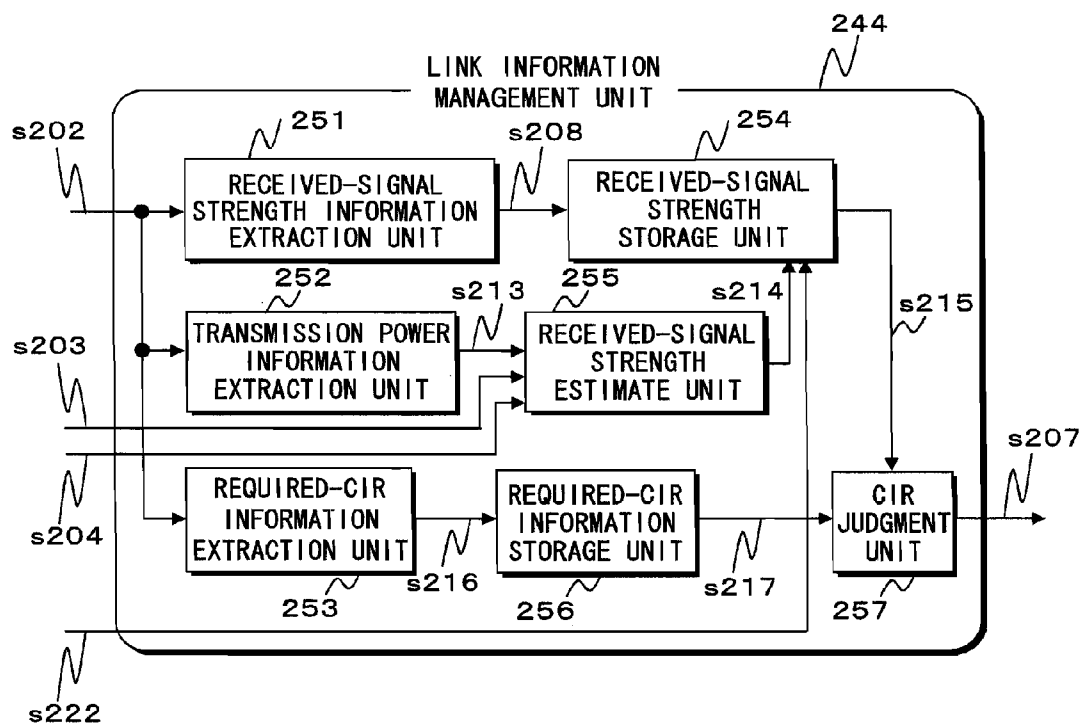 244
LINK INFORMATION
MANAGEMENT UNIT
s202
251
s208
254
RECEIVED-SIGNAL
STRENGTH INFORMATION
EXTRACTION UNIT
RECEIVED-SIGNAL
STRENGTH
STORAGE UNIT
252
s213
255
s214
s215
s203
TRANSMISSION POWER
INFORMATION
EXTRACTION UNIT
RECEIVED-SIGNAL
STRENGTH
ESTIMATE UNIT
s207
s204
REQUIRED-CIR
INFORMATION
EXTRACTION UNIT
REQUIRED-CIR
INFORMATION
STORAGE UNIT
CIR
JUDGMENT
UNIT
253
s216
256
s217
257
s222